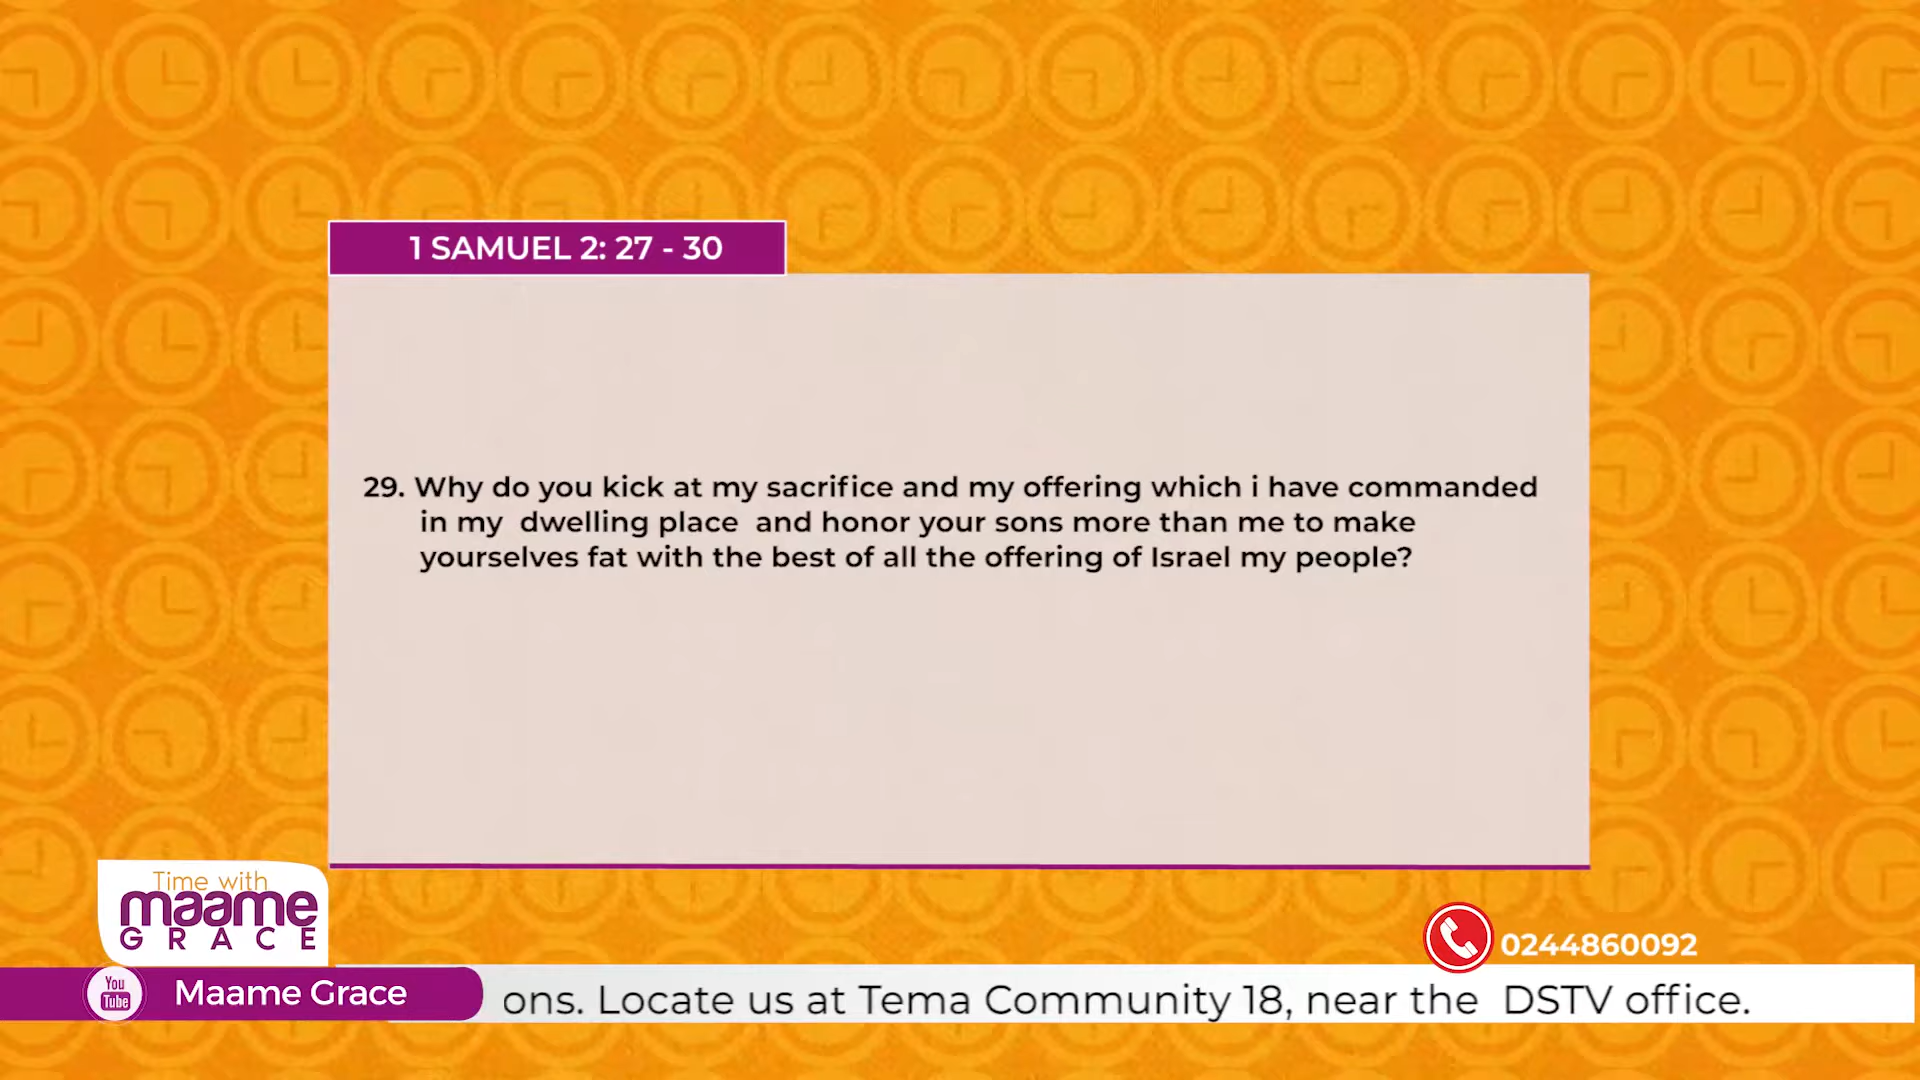 1 SAMUEL 2: 27 - 30
29. Why do you kick at my sacrifice and my offering which i have commanded
in my dwelling place and honor your sons more than me to make
yourselves fat with the best of all the offering of Israel my people?
Time with
maame
GRACE
0244860092
You
Tube
Maame Grace
ons. Locate us at Tema Community 18, near the DSTV office.